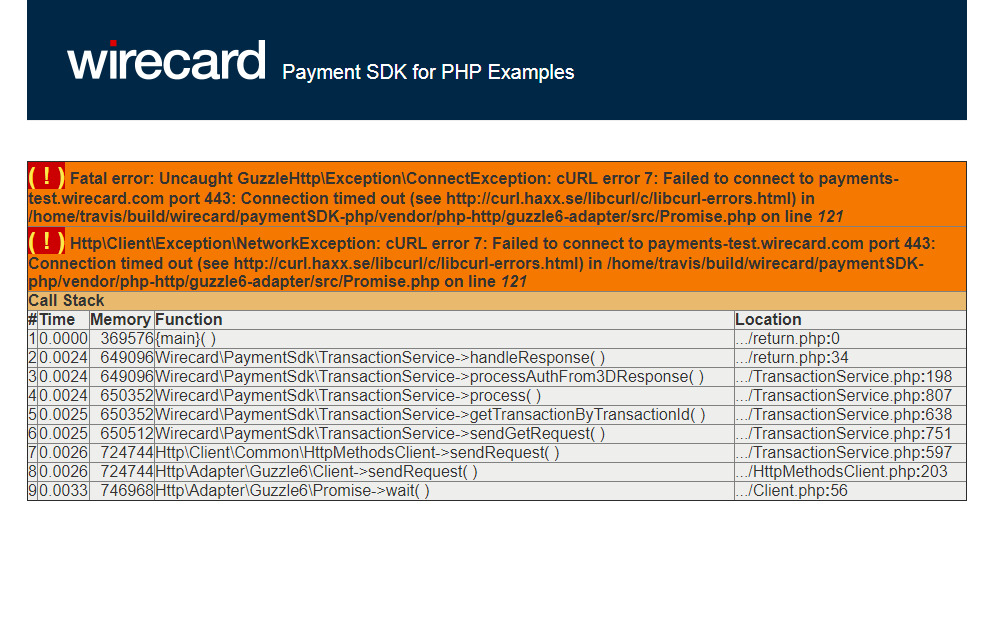 wirecard Payment SDK for PHP Examples
( ! ) Fatal error: Uncaught GuzzleHttp\Exception\ConnectException: cURL error 7: Failed to connect to payments-
test.wirecard.com port 443: Connection timed out (see http://curl.haxx.se/libcurl/c/libcurl-errors.html) in
/home/travis/build/wirecard/paymentSDK-php/vendor/php-http/guzzle6-adapter/src/Promise.php on line 121
( ! ) Http\Client\Exception\NetworkException: cURL error 7: Failed to connect to payments-test.wirecard.com port 443:
Connection timed out (see http://curl.haxx.se/libcurl/c/libcurl-errors.html) in /home/travis/build/wirecard/paymentSDK-
php/vendor/php-http/guzzle6-adapter/src/Promise.php on line 121
Call Stack
# Time Memory Function Location
1 0.0000 369576 {main}( ) .../return.php:0
2 0.0024 649096 Wirecard\PaymentSdk\TransactionService->handleResponse( ) .../return.php:34
3 0.0024 649096 Wirecard\PaymentSdk\TransactionService->processAuthFrom3DResponse( ) .../TransactionService.php:198
4 0.0024 650352 Wirecard\PaymentSdk\TransactionService->process( ) .../TransactionService.php:807
5 0.0025 650352 Wirecard\PaymentSdk\TransactionService->getTransactionByTransactionId( ) .../TransactionService.php:638
6 0.0025 650512 Wirecard\PaymentSdk\TransactionService->sendGetRequest( ) .../TransactionService.php:751
7 0.0026 724744 Http\Client\Common\HttpMethodsClient->sendRequest( ) .../TransactionService.php:597
8 0.0026 724744 Http\Adapter\Guzzle6\Client->sendRequest( ) .../HttpMethodsClient.php:203
9 0.0033 746968 Http\Adapter\Guzzle6\Promise->wait( ) .../Client.php:56